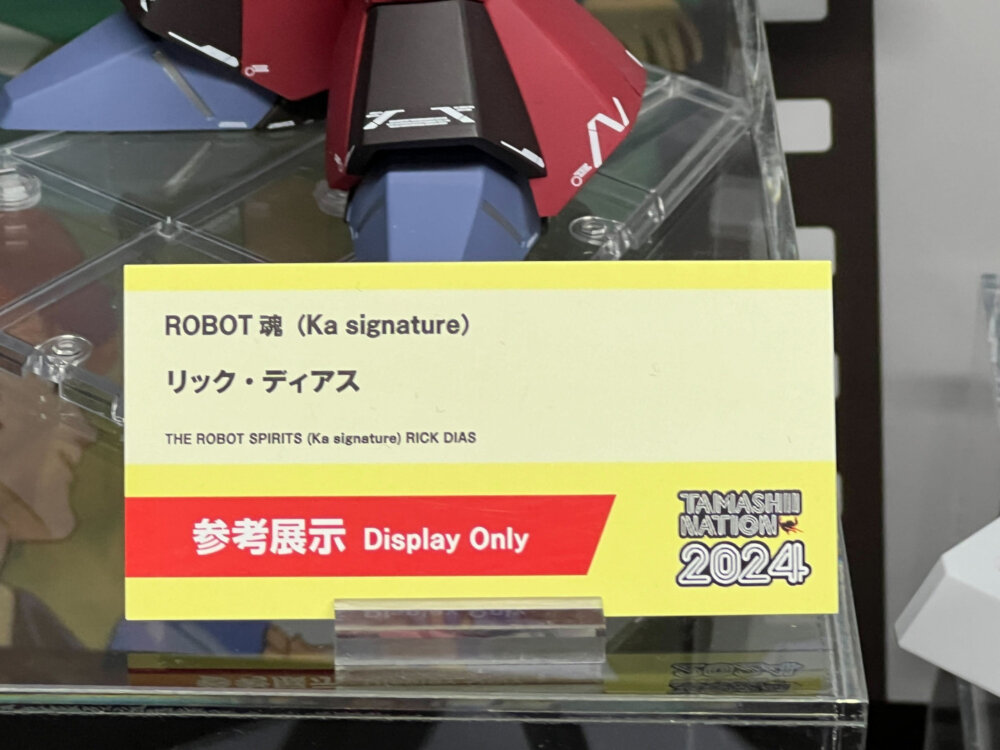 ROBOT 魂（Ka signature）
リック・ディアス
THE ROBOT SPIRITS (Ka signature) RICK DIAS
参考展示 Display Only
TAMASHII
NATION
2024